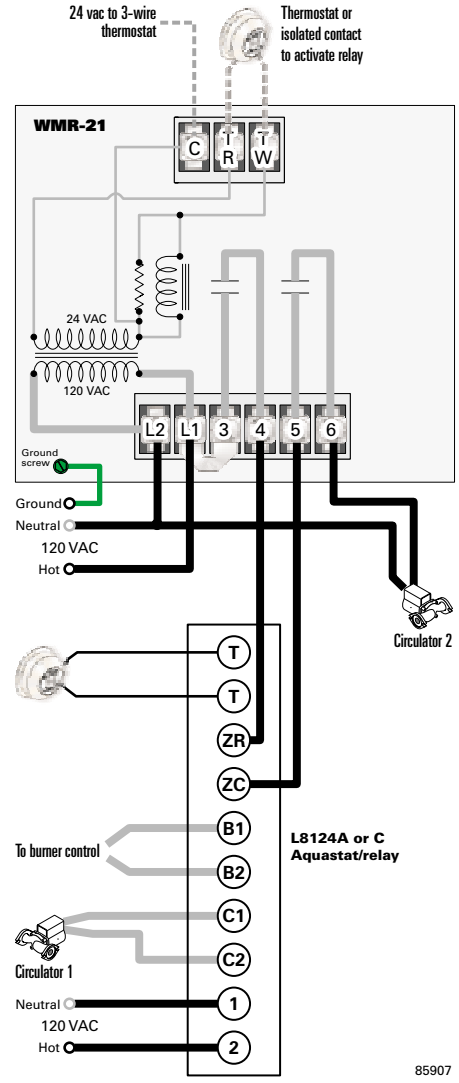 24 vac to 3-wire
thermostat
Thermostat or
isolated contact
to activate relay
WMR-21
C
T
R
T
W
24 VAC
120 VAC
L2
L1
3
4
5
6
Ground
screw
Ground
Neutral
120 VAC
Hot
Circulator 2
T
T
ZR
ZC
B1
L8124A or C
Aquastat/relay
To burner control
B2
C1
C2
Circulator 1
Neutral
1
120 VAC
Hot
2
85907